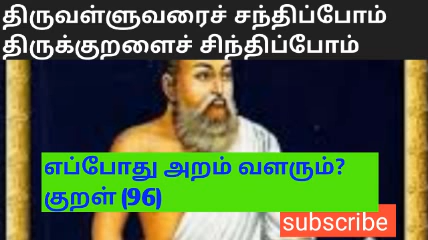 திருவள்ளுவரைச் சந்திப்போம்
திருக்குறளைச் சிந்திப்போம்
எப்போது அறம் வளரும்?
குறள் (96)
subscribe